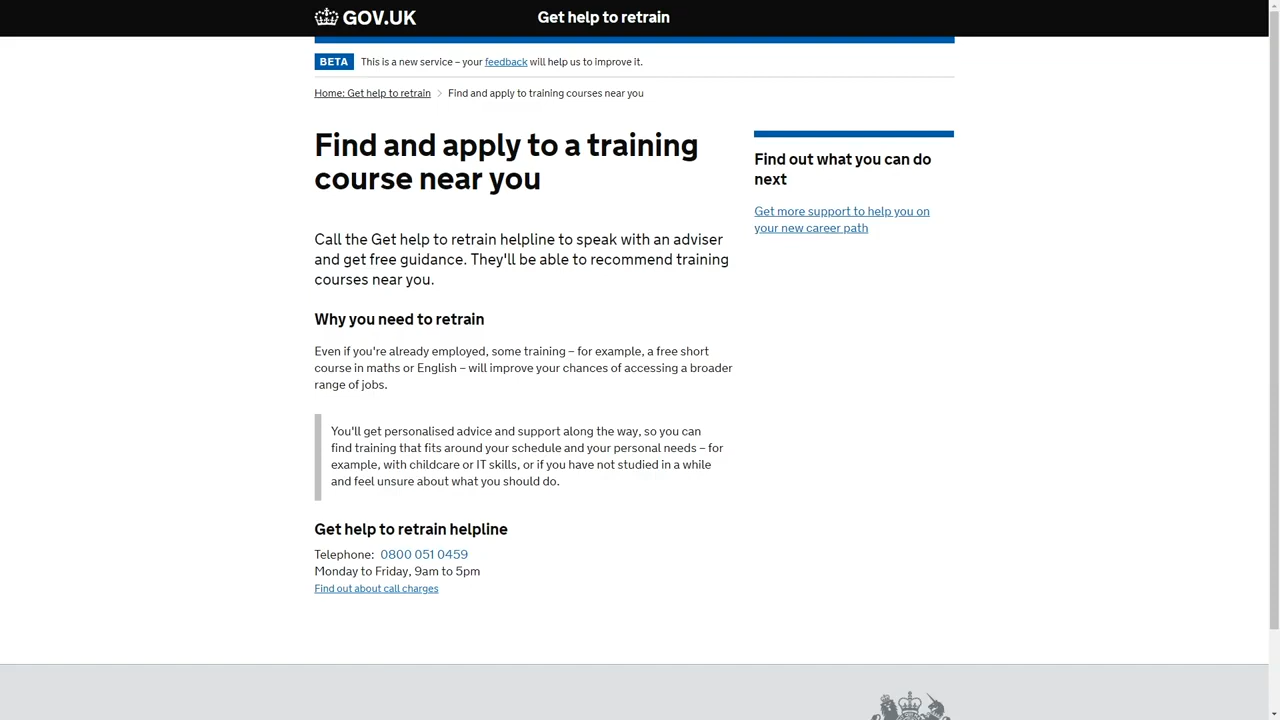 GOV.UK
Get help to retrain
BETA This is a new service – your feedback will help us to improve it.
Home: Get help to retrain
Find and apply to training courses near you
Find and apply to a training
course near you
Call the Get help to retrain helpline to speak with an adviser
and get free guidance. They'll be able to recommend training
courses near you.
Why you need to retrain
Even if you're already employed, some training – for example, a free short
course in maths or English – will improve your chances of accessing a broader
range of jobs.
You'll get personalised advice and support along the way, so you can
find training that fits around your schedule and your personal needs – for
example, with childcare or IT skills, or if you have not studied in a while
and feel unsure about what you should do.
Get help to retrain helpline
Telephone: 0800 051 0459
Monday to Friday, 9am to 5pm
Find out about call charges
Find out what you can do
next
Get more support to help you on
your new career path